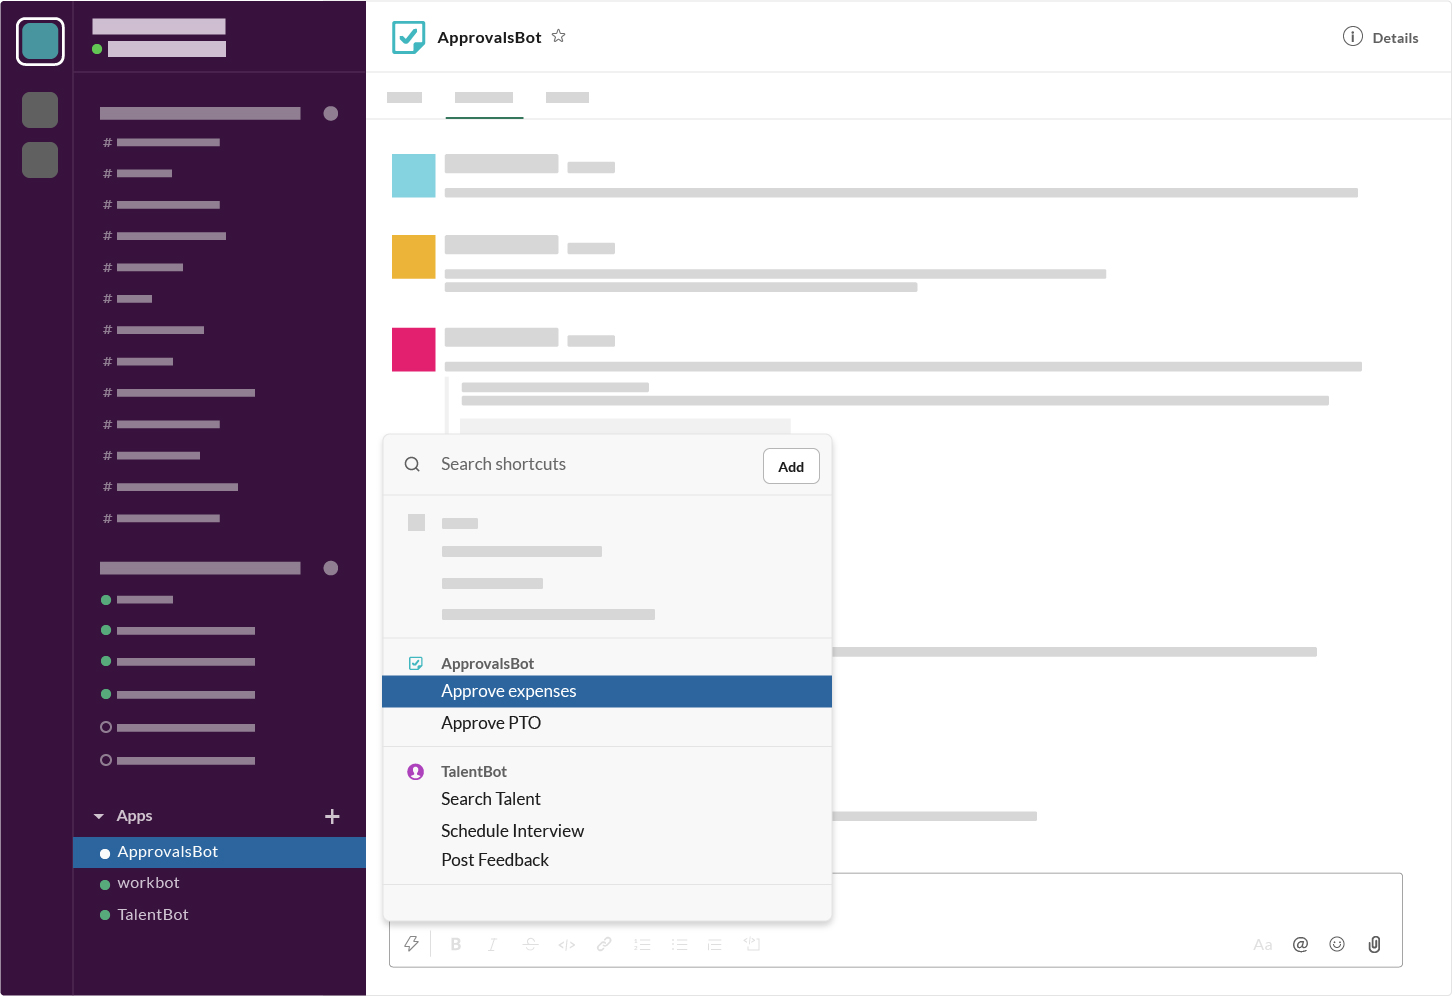 ApprovalsBot
Details
#
#
#
#
#
#
#
#
#
#
#
#
#
Apps
ApprovalsBot
workbot
TalentBot
Search shortcuts
Add
ApprovalsBot
Approve expenses
Approve PTO
TalentBot
Search Talent
Schedule Interview
Post Feedback
B I S </> Aa @